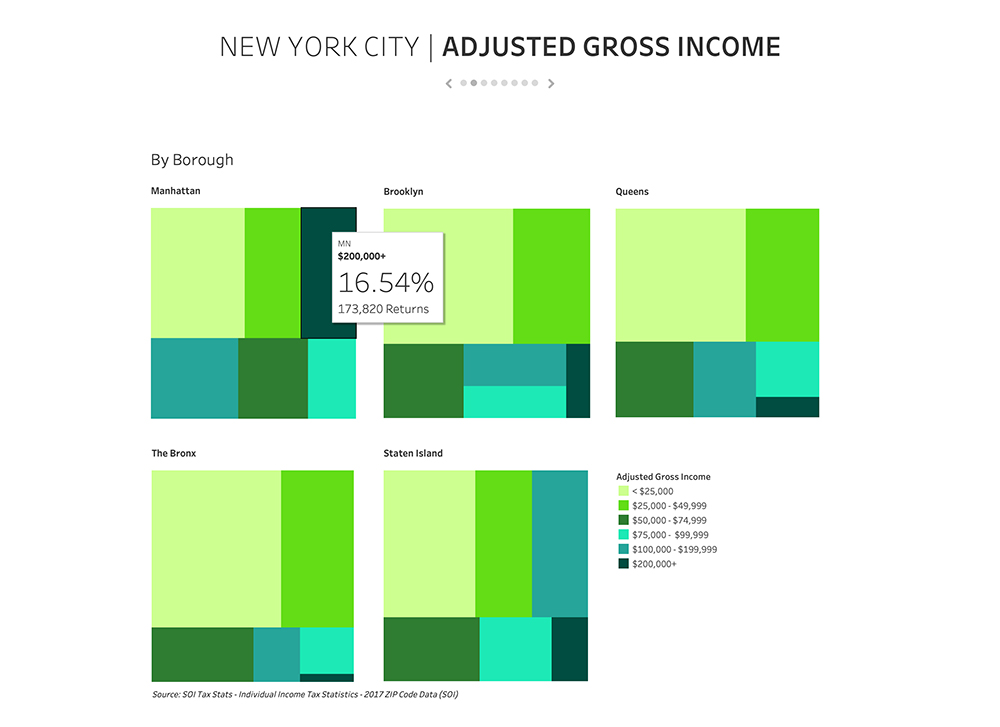 NEW YORK CITY | ADJUSTED GROSS INCOME
By Borough
Manhattan
Brooklyn
Queens
MN
$200,000+
16.54%
173,820 Returns
The Bronx
Staten Island
Adjusted Gross Income
< $25,000
$25,000 - $49,999
$50,000 - $74,999
$75,000 - $99,999
$100,000 - $199,999
$200,000+
Source: SOI Tax Stats - Individual Income Tax Statistics - 2017 ZIP Code Data (SOI)